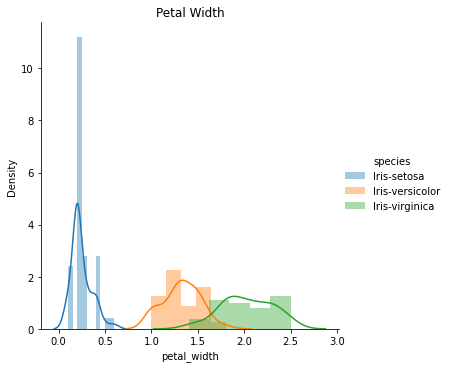 Petal Width
10
8
6
4
2
0
Density
0.0 0.5 1.0 1.5 2.0 2.5 3.0
petal_width
species
Iris-setosa
Iris-versicolor
Iris-virginica